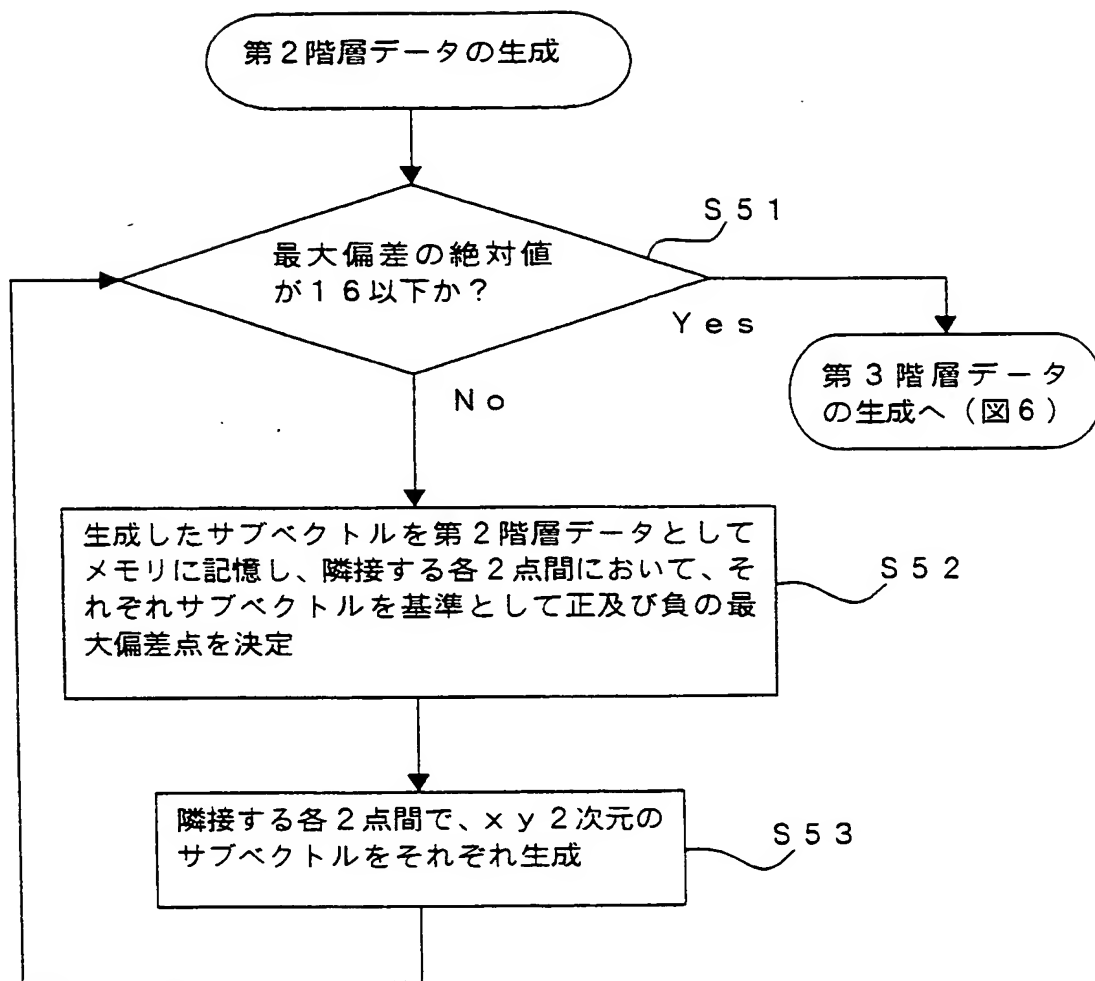 第２階層データの生成
Ｓ５１
最大偏差の絶対値
が１６以下か？
Ｙｅｓ
第３階層データ
の生成へ（図６）
Ｎｏ
生成したサブベクトルを第２階層データとして
メモリに記憶し、隣接する各２点間において、そ
れぞれサブベクトルを基準として正及び負の最
大偏差点を決定
Ｓ５２
隣接する各２点間で、ｘｙ２次元の
サブベクトルをそれぞれ生成
Ｓ５３